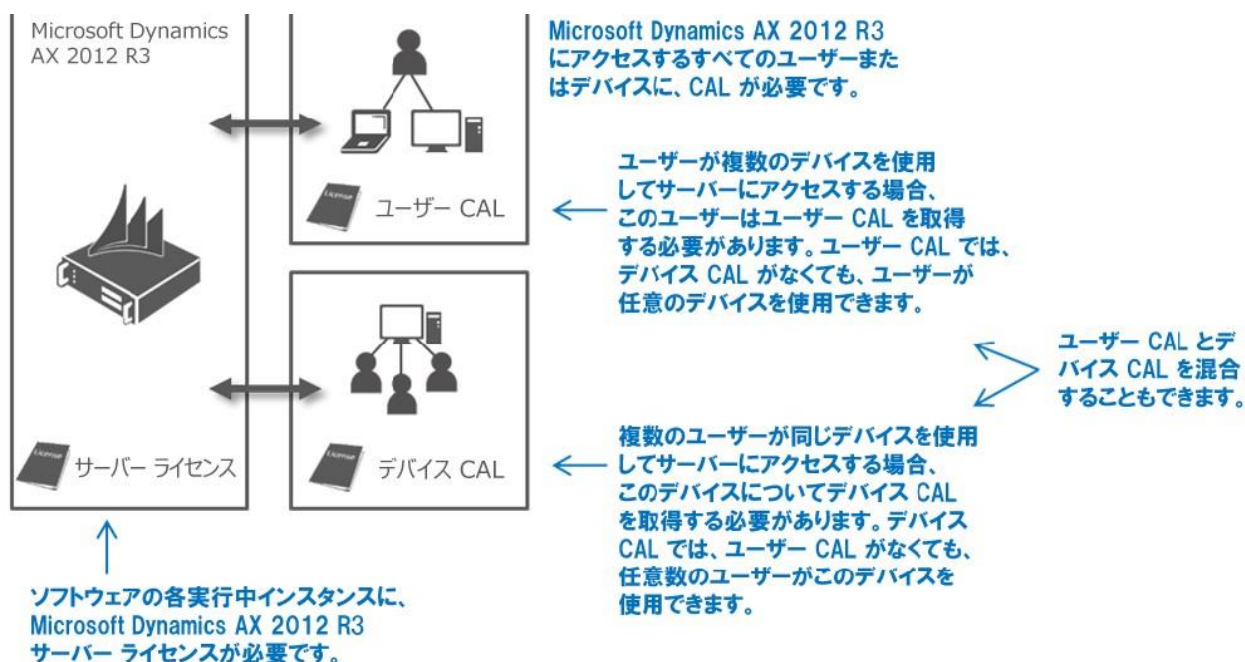 Microsoft Dynamics
AX 2012 R3
サーバー ライセンス
License
ユーザー CAL
License
デバイス CAL
License
Microsoft Dynamics AX 2012 R3
にアクセスするすべてのユーザーまた
はデバイスに、CAL が必要です。
ユーザーが複数のデバイスを使用
してサーバーにアクセスする場合、
このユーザーはユーザー CAL を取得
する必要があります。ユーザー CAL では、
デバイス CAL がなくても、ユーザーが
任意のデバイスを使用できます。
ユーザー CAL とデ
バイス CAL を混合
することもできます。
複数のユーザーが同じデバイスを使用
してサーバーにアクセスする場合、
このデバイスについてデバイス CAL
を取得する必要があります。デバイス
CAL では、ユーザー CAL がなくても、
任意数のユーザーがこのデバイスを
使用できます。
ソフトウェアの各実行中インスタンスに、
Microsoft Dynamics AX 2012 R3
サーバー ライセンスが必要です。